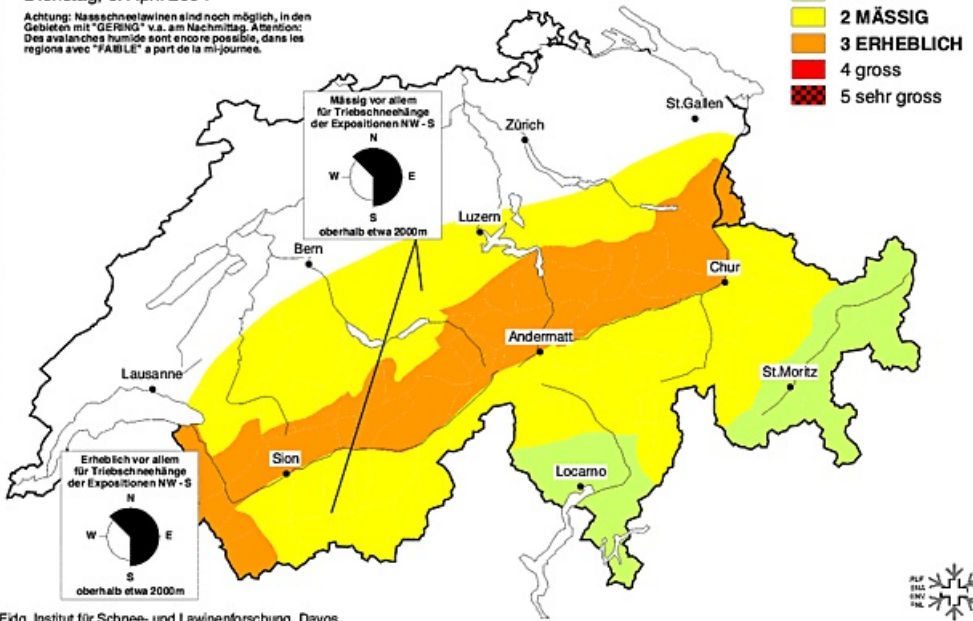 Achtung: Nassschneelawinen sind noch möglich, in den
Gebieten mit "GERING" v.a. am Nachmittag. Attention:
Des avalanches humide sont encore possible, dans les
regions avec "FAIBLE" a part de la mi-journee.
2 MÄSSIG
3 ERHEBLICH
4 gross
5 sehr gross
Mässig vor allem
für Triebschneehänge
der Expositionen NW - S
N
W
E
S
oberhalb etwa 2000m
St.Gallen
Zürich
Luzern
Bern
Chur
Andermatt
St.Moritz
Lausanne
Sion
Locarno
Erheblich vor allem
für Triebschneehänge
der Expositionen NW - S
N
W
E
S
oberhalb etwa 2000m
SLF
ENV
SNL
Eidg. Institut für Schnee- und Lawinenforschung, Davos